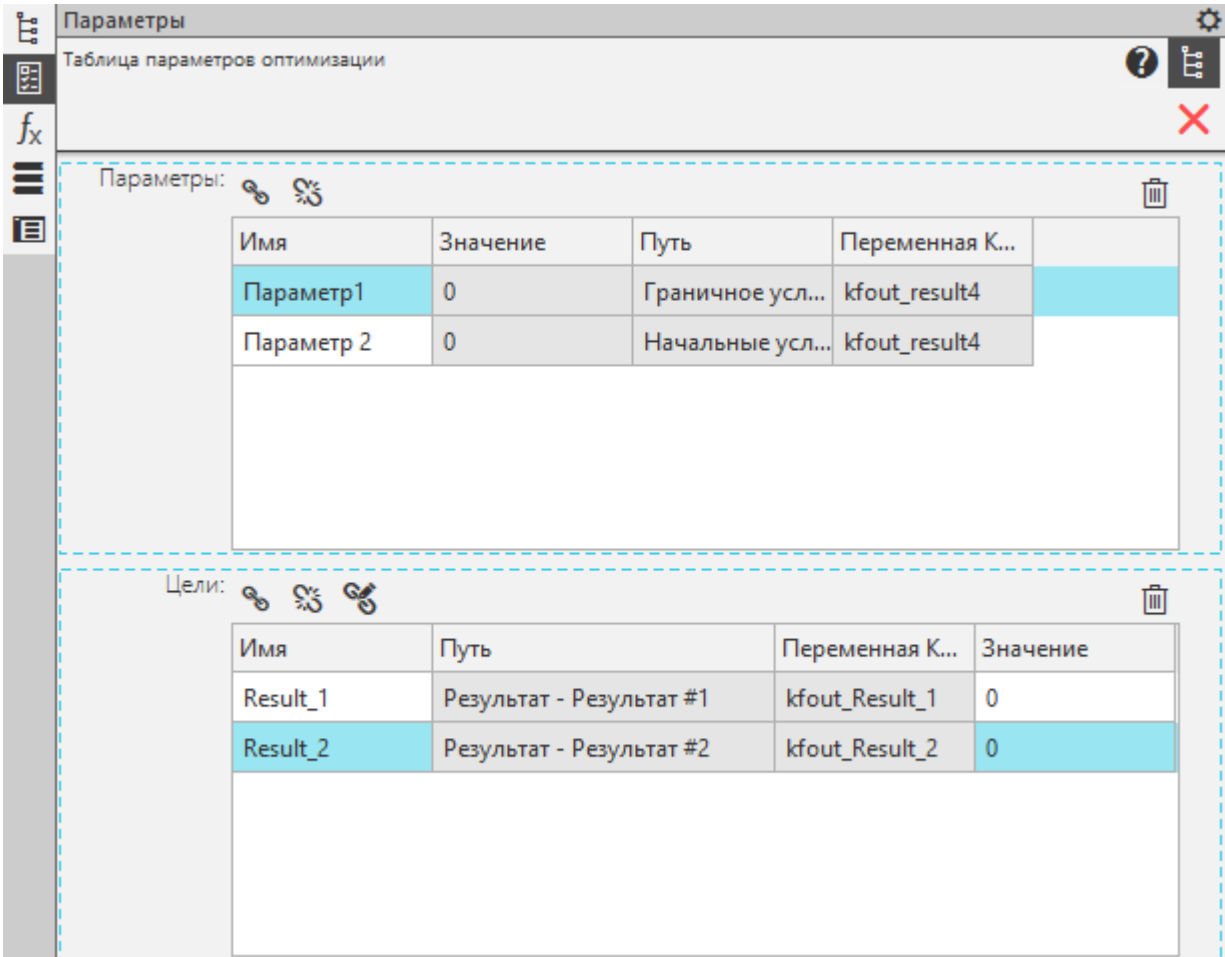 Параметры
Таблица параметров оптимизации
fx
Параметры:
Имя Значение Путь Переменная К...
Параметр1 0 Граничное усл... kfout_result4
Параметр 2 0 Начальные усл... kfout_result4
Цели:
Имя Путь Переменная К... Значение
Result_1 Результат - Результат #1 kfout_Result_1 0
Result_2 Результат - Результат #2 kfout_Result_2 0